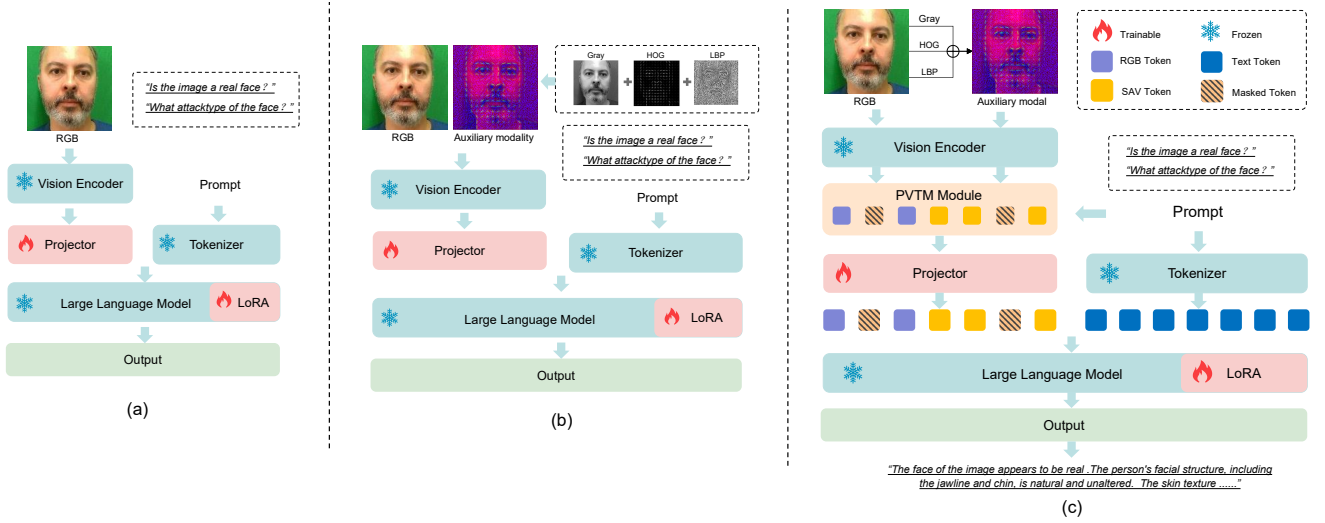 “Is the image a real face？”
“What attacktype of the face？”
RGB
Vision Encoder
Prompt
Projector
Tokenizer
Large Language Model
LoRA
Output
(a)
Gray
HOG
LBP
RGB
Auxiliary modality
“Is the image a real face？”
“What attacktype of the face？”
Vision Encoder
Prompt
Projector
Tokenizer
Large Language Model
LoRA
Output
(b)
Gray
HOG
LBP
RGB
Auxiliary modal
Trainable
Frozen
RGB Token
Text Token
SAV Token
Masked Token
“Is the image a real face？”
“What attacktype of the face？”
Vision Encoder
PVTM Module
Prompt
Projector
Tokenizer
Large Language Model
LoRA
Output
“The face of the image appears to be real .The person's facial structure, including
the jawline and chin, is natural and unaltered. The skin texture ......”
(c)